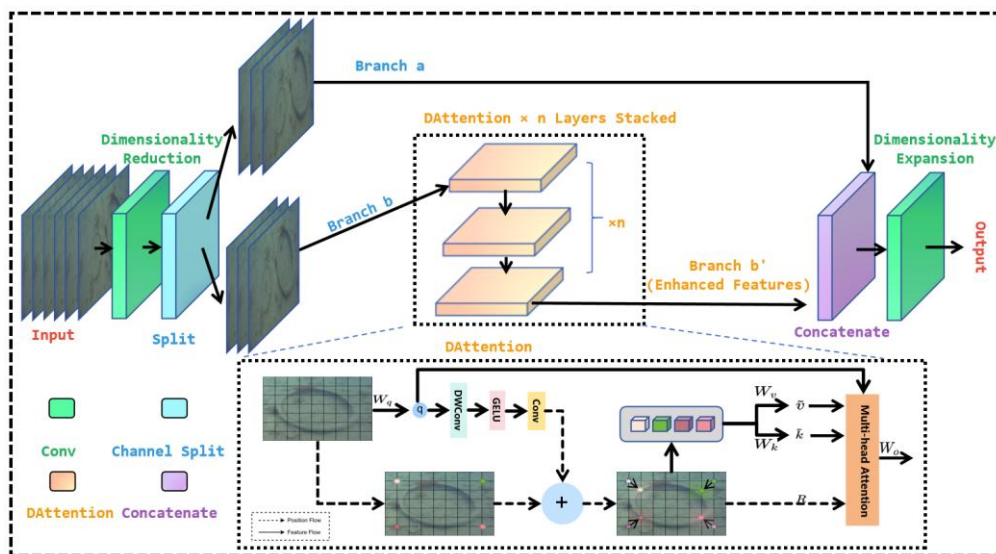 Branch a
DAttention × n Layers Stacked
Dimensionality
Reduction
Dimensionality
Expansion
Branch b
×n
Output
Branch b'
(Enhanced Features)
Input
Split
Concatenate
DAttention
Conv
Channel Split
DAttention
Concatenate
W_q
q
DWConv
GELU
Conv
+
W_v
ṽ
W_k
k̃
R
Multi-head Attention
W_o
Position Flow
Feature Flow